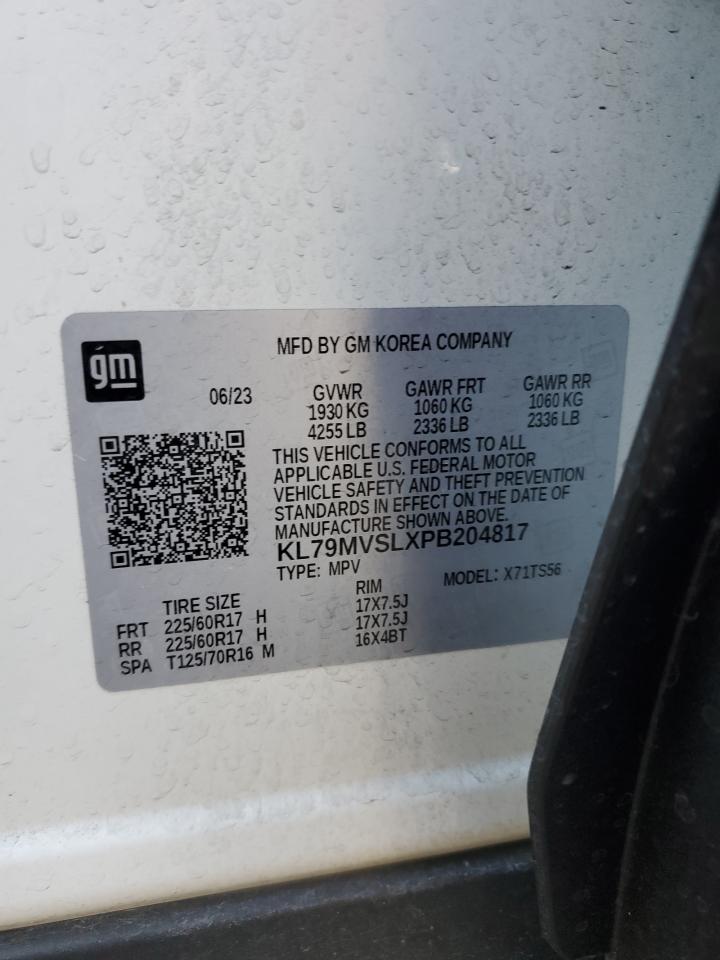 gm
MFD BY GM KOREA COMPANY
06/23
GVWR GAWR FRT GAWR RR
1930 KG 1060 KG 1060 KG
4255 LB 2336 LB 2336 LB
THIS VEHICLE CONFORMS TO ALL
APPLICABLE U.S. FEDERAL MOTOR
VEHICLE SAFETY AND THEFT PREVENTION
STANDARDS IN EFFECT ON THE DATE OF
MANUFACTURE SHOWN ABOVE.
KL79MVSLXPB204817
TYPE: MPV MODEL: X71TS56
TIRE SIZE RIM
FRT 225/60R17 H 17X7.5J
RR 225/60R17 H 17X7.5J
SPA T125/70R16 M 16X4BT